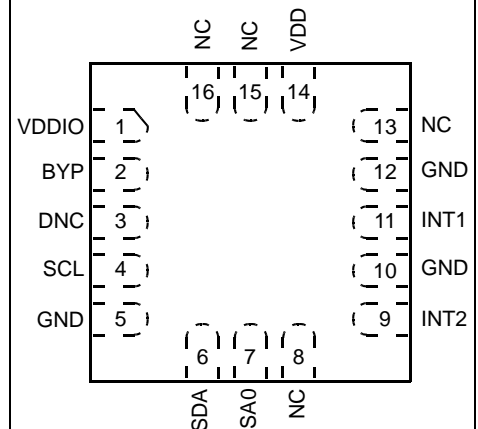 NC NC VDD
16 15 14
VDDIO 1 13 NC
BYP 2 12 GND
DNC 3 11 INT1
SCL 4 10 GND
GND 5 9 INT2
6 7 8
SDA SA0 NC